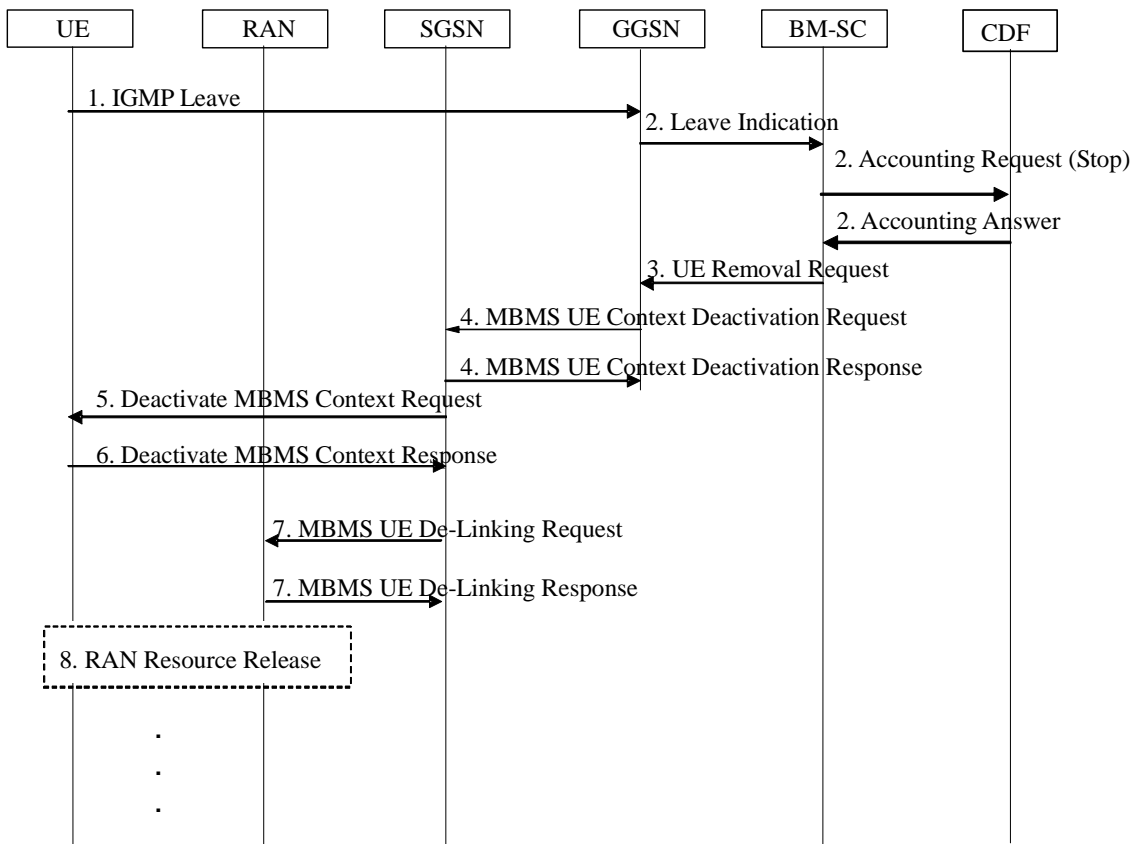 UE
RAN
SGSN
GGSN
BM-SC
CDF
1. IGMP Leave
2. Leave Indication
2. Accounting Request (Stop)
2. Accounting Answer
3. UE Removal Request
4. MBMS UE Context Deactivation Request
4. MBMS UE Context Deactivation Response
5. Deactivate MBMS Context Request
6. Deactivate MBMS Context Response
7. MBMS UE De-Linking Request
7. MBMS UE De-Linking Response
8. RAN Resource Release
.
.
.